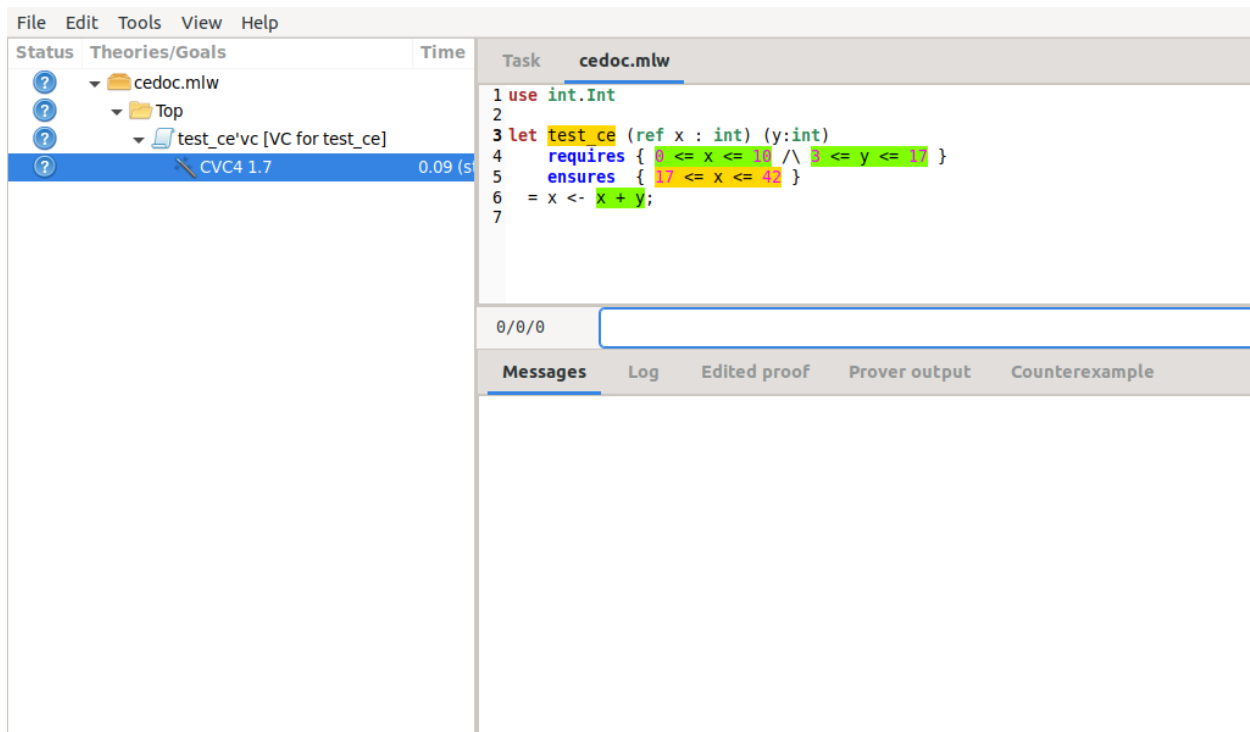 File Edit Tools View Help
Status Theories/Goals Time
cedoc.mlw
Top
test_ce'vc [VC for test_ce]
CVC4 1.7 0.09 (st
Task cedoc.mlw
1 use int.Int
2
3 let test_ce (ref x : int) (y:int)
4     requires { 0 <= x <= 10 /\ 3 <= y <= 17 }
5     ensures  { 17 <= x <= 42 }
6   = x <- x + y;
7
0/0/0
Messages Log Edited proof Prover output Counterexample